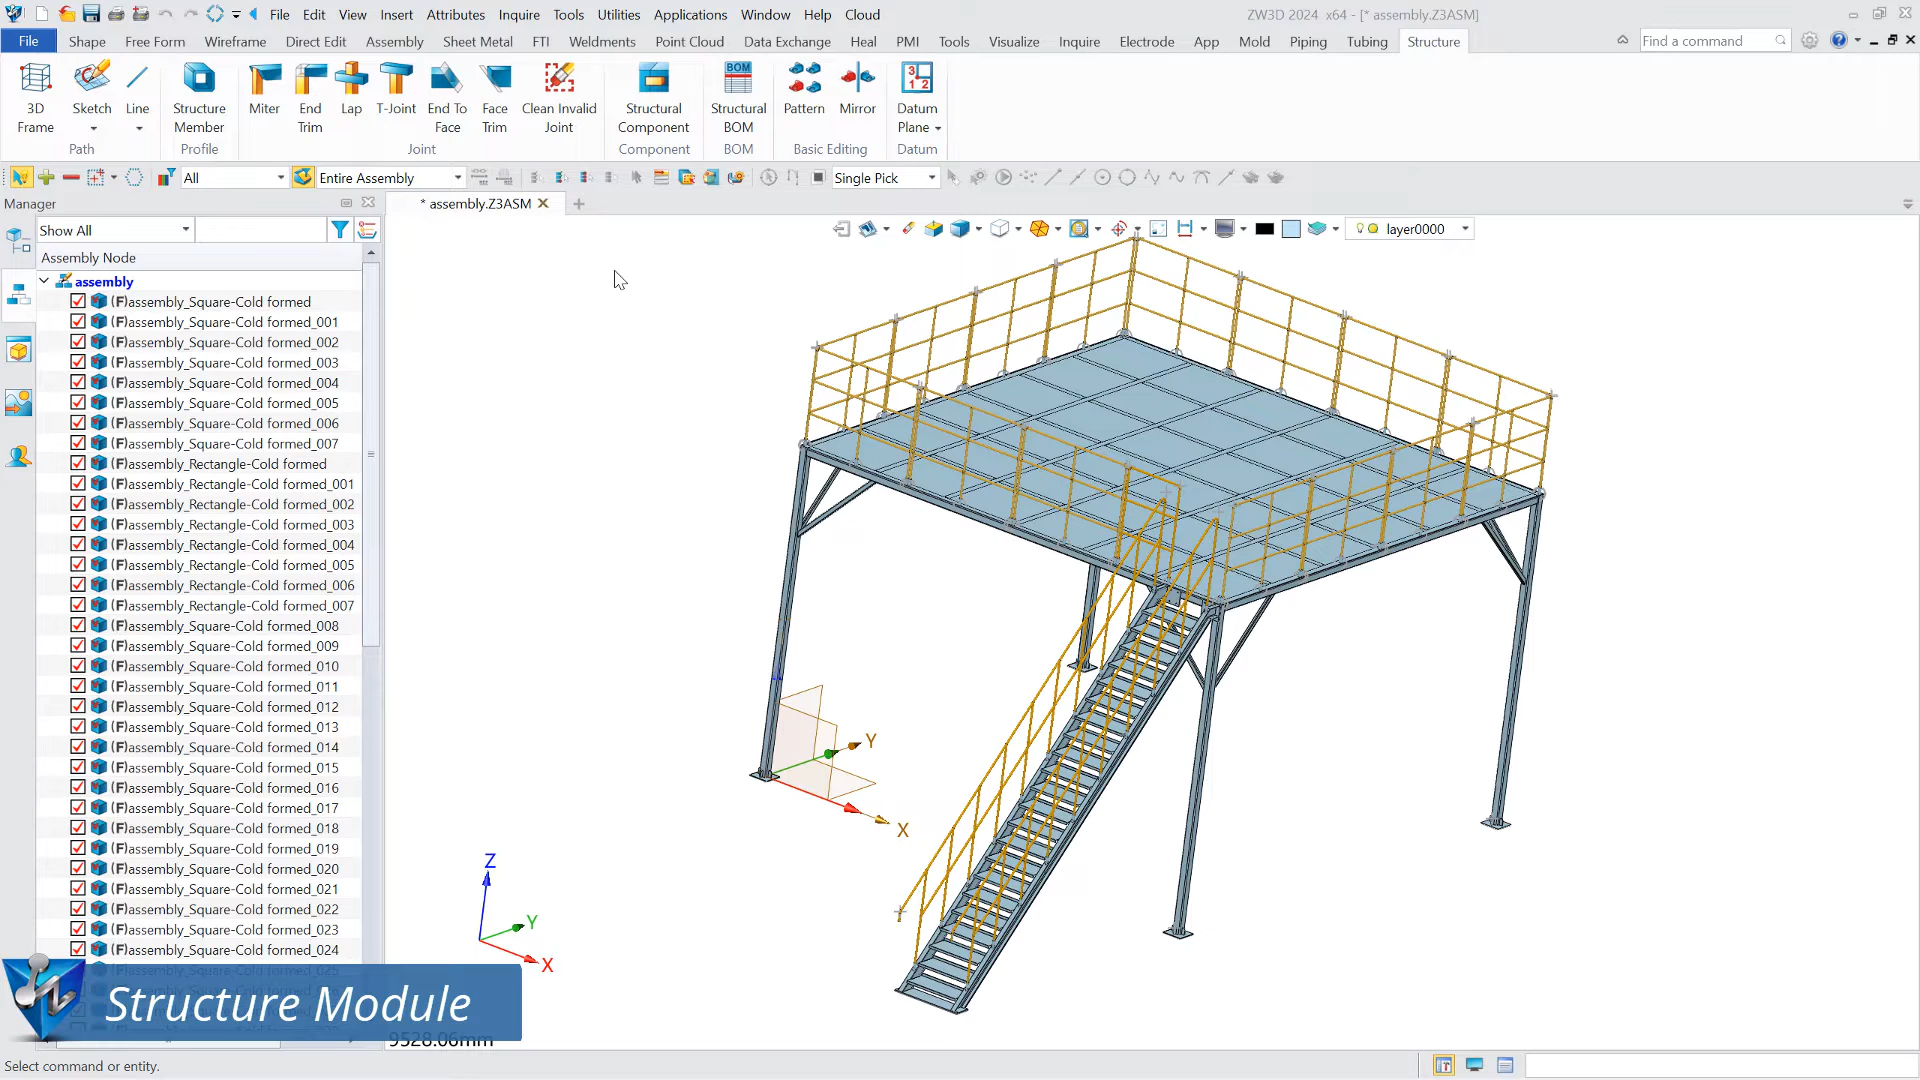 File Edit View Insert Attributes Inquire Tools Utilities Applications Window Help Cloud
ZW3D 2024 x64 - [* assembly.Z3ASM]
File Shape Free Form Wireframe Direct Edit Assembly Sheet Metal FTI Weldments Point Cloud Data Exchange Heal PMI Tools Visualize Inquire Electrode App Mold Piping Tubing Structure
Find a command
3D Frame
Sketch
Line
Structure Member
Miter
End Trim
Lap
T-Joint
End To Face
Face Trim
Clean Invalid Joint
Structural Component
BOM
Structural BOM
Pattern
Mirror
3 1 2
Datum Plane
Path Profile Joint Component BOM Basic Editing Datum
All
Entire Assembly
Single Pick
Manager
* assembly.Z3ASM
Show All
layer0000
Assembly Node
assembly
(F)assembly_Square-Cold formed
(F)assembly_Square-Cold formed_001
(F)assembly_Square-Cold formed_002
(F)assembly_Square-Cold formed_003
(F)assembly_Square-Cold formed_004
(F)assembly_Square-Cold formed_005
(F)assembly_Square-Cold formed_006
(F)assembly_Square-Cold formed_007
(F)assembly_Rectangle-Cold formed
(F)assembly_Rectangle-Cold formed_001
(F)assembly_Rectangle-Cold formed_002
(F)assembly_Rectangle-Cold formed_003
(F)assembly_Rectangle-Cold formed_004
(F)assembly_Rectangle-Cold formed_005
(F)assembly_Rectangle-Cold formed_006
(F)assembly_Rectangle-Cold formed_007
(F)assembly_Square-Cold formed_008
(F)assembly_Square-Cold formed_009
(F)assembly_Square-Cold formed_010
(F)assembly_Square-Cold formed_011
(F)assembly_Square-Cold formed_012
(F)assembly_Square-Cold formed_013
(F)assembly_Square-Cold formed_014
(F)assembly_Square-Cold formed_015
(F)assembly_Square-Cold formed_016
(F)assembly_Square-Cold formed_017
(F)assembly_Square-Cold formed_018
(F)assembly_Square-Cold formed_019
(F)assembly_Square-Cold formed_020
(F)assembly_Square-Cold formed_021
(F)assembly_Square-Cold formed_022
(F)assembly_Square-Cold formed_023
(F)assembly_Square-Cold formed_024
Y
X
Z
Y
X
Structure Module
9528.06mm
Select command or entity.